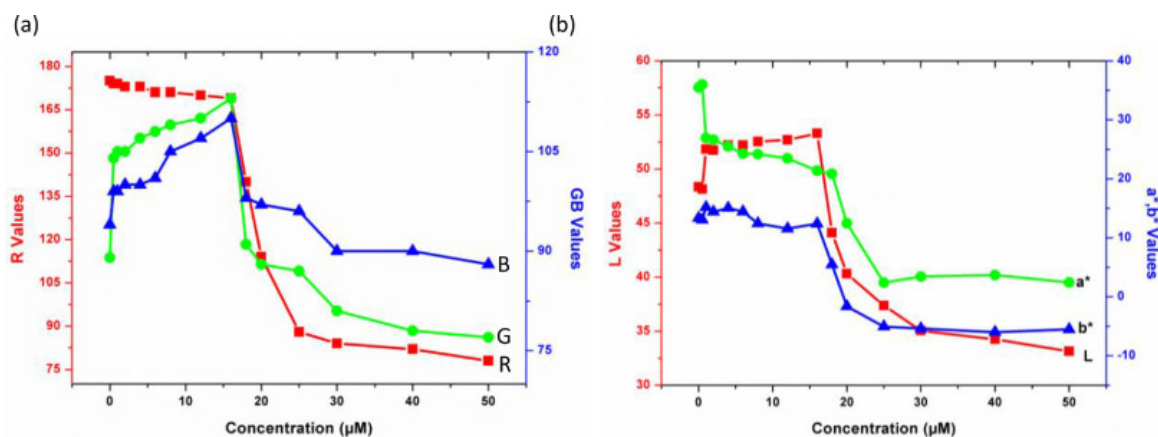 (a)
(b)
180
165
150
135
120
105
90
75
R Values
120
105
90
75
GB Values
B
G
R
0
10
20
30
40
50
Concentration (µM)
60
55
50
45
40
35
30
L Values
40
30
20
10
0
-10
a*,b* Values
a*
b*
L
0
10
20
30
40
50
Concentration (µM)